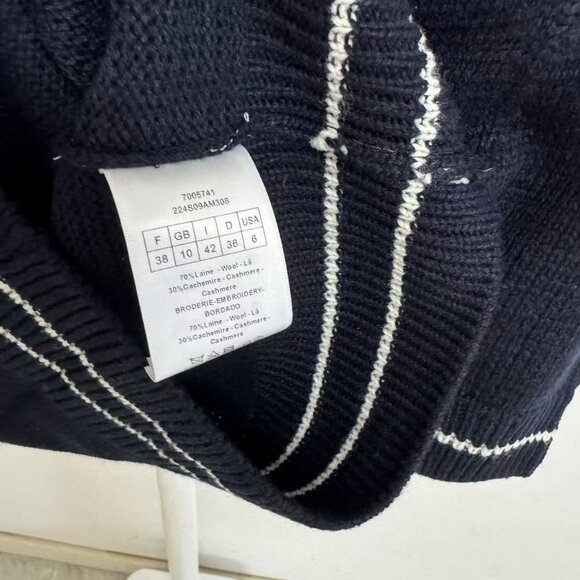 7005741
224S09AM308
F GB I D USA
38 10 42 36 6
70%Laine -Wool -Lã
30%Cachemire -Cashmere -
Cashmere
BRODERIE-EMBROIDERY-
BORDADO
70%Laine -Wool -Lã
30%Cachemire -Cashmere -
Cashmere